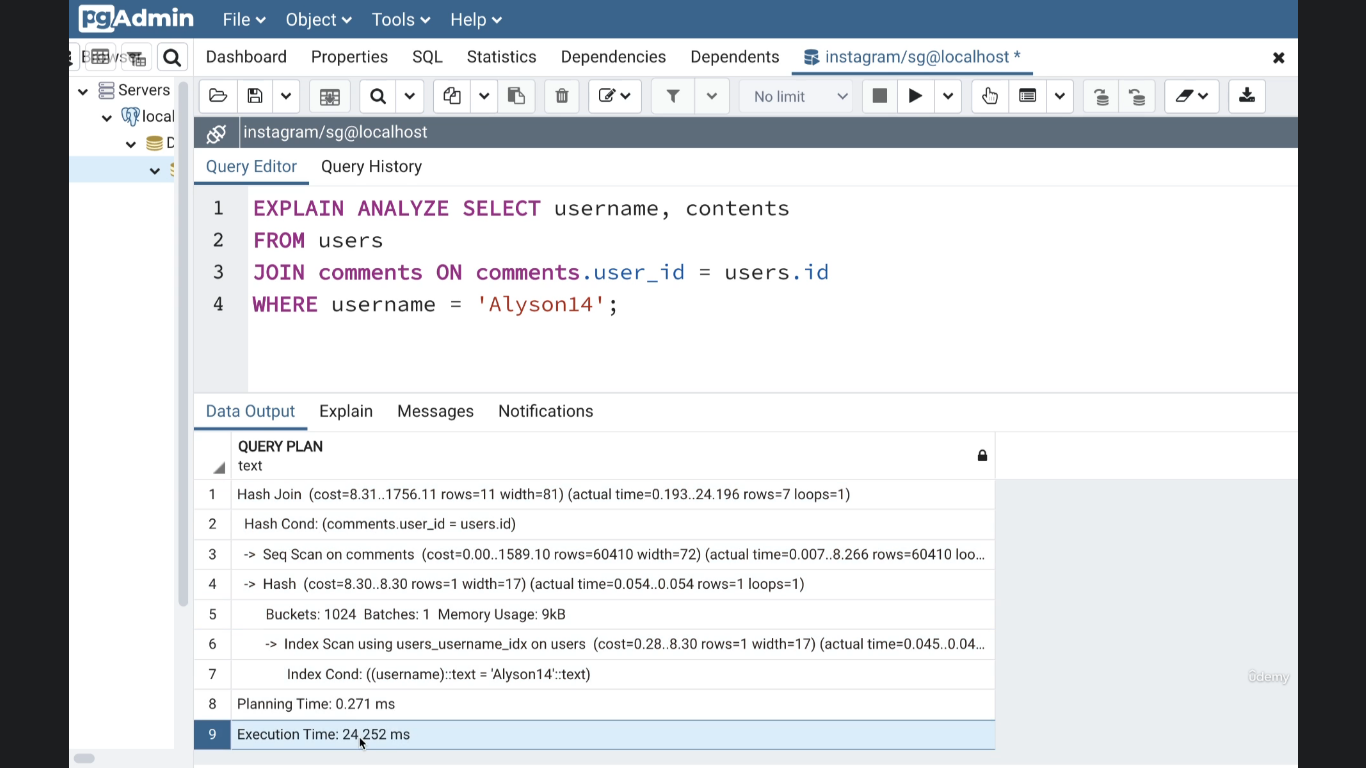 pgAdmin File Object Tools Help
Dashboard Properties SQL Statistics Dependencies Dependents instagram/sg@localhost *
Servers
local
D
No limit
instagram/sg@localhost
Query Editor Query History
1 EXPLAIN ANALYZE SELECT username, contents
2 FROM users
3 JOIN comments ON comments.user_id = users.id
4 WHERE username = 'Alyson14';
Data Output Explain Messages Notifications
QUERY PLAN
text
1 Hash Join (cost=8.31..1756.11 rows=11 width=81) (actual time=0.193..24.196 rows=7 loops=1)
2 Hash Cond: (comments.user_id = users.id)
3 -> Seq Scan on comments (cost=0.00..1589.10 rows=60410 width=72) (actual time=0.007..8.266 rows=60410 loo...
4 -> Hash (cost=8.30..8.30 rows=1 width=17) (actual time=0.054..0.054 rows=1 loops=1)
5 Buckets: 1024 Batches: 1 Memory Usage: 9kB
6 -> Index Scan using users_username_idx on users (cost=0.28..8.30 rows=1 width=17) (actual time=0.045..0.04...
7 Index Cond: ((username)::text = 'Alyson14'::text)
8 Planning Time: 0.271 ms
9 Execution Time: 24.252 ms
ûdemy